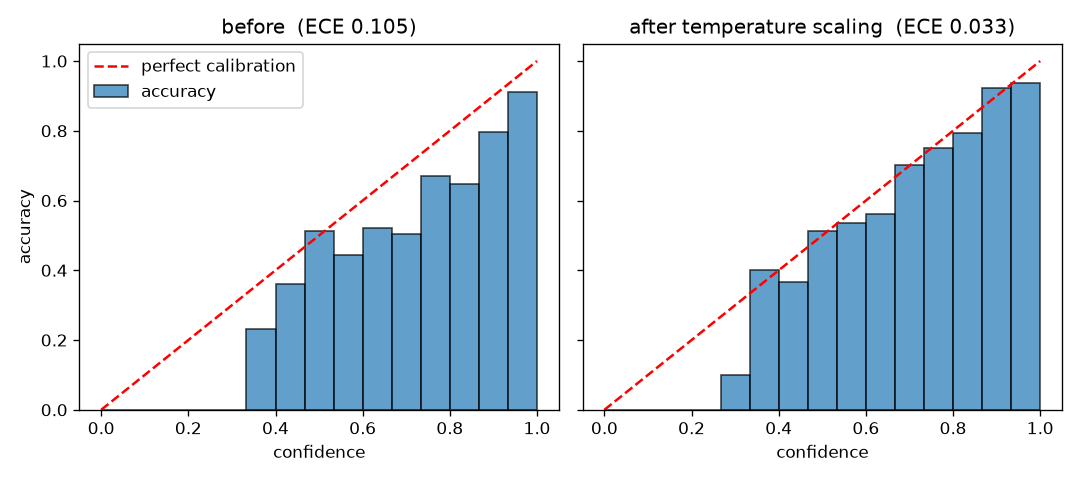 before  (ECE 0.105)
after temperature scaling  (ECE 0.033)
perfect calibration
accuracy
accuracy
1.0
0.8
0.6
0.4
0.2
0.0
0.0 0.2 0.4 0.6 0.8 1.0
0.0 0.2 0.4 0.6 0.8 1.0
confidence
confidence